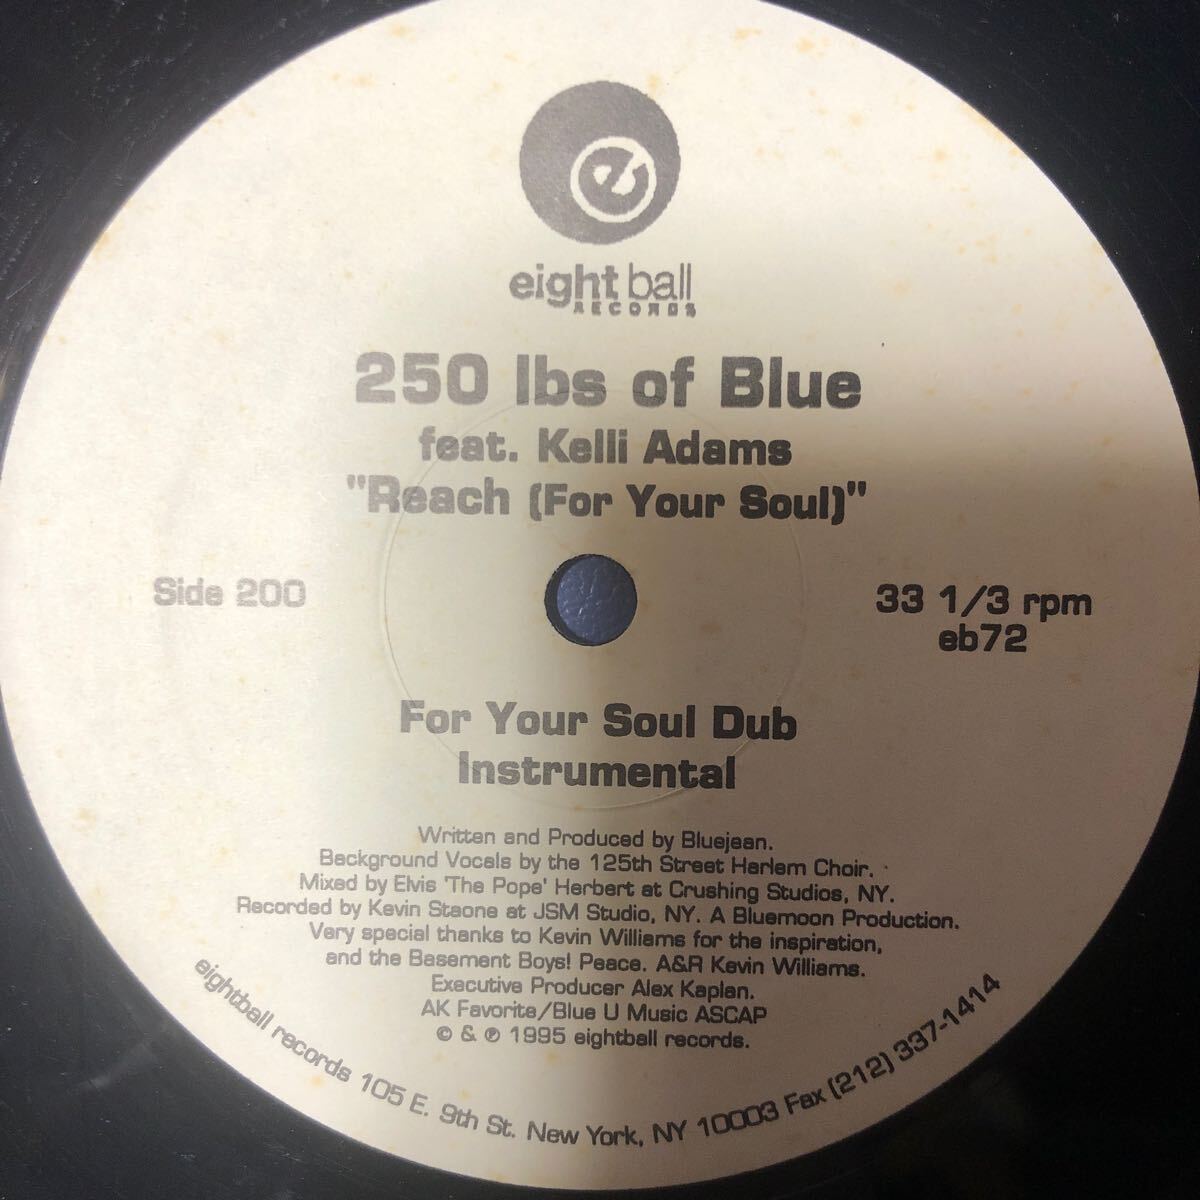 e
eightball
RECORDS
250 lbs of Blue
feat. Kelli Adams
"Reach (For Your Soul)"
Side 200
33 1/3 rpm
eb72
For Your Soul Dub
Instrumental
Written and Produced by Bluejean.
Background Vocals by the 125th Street Harlem Choir.
Mixed by Elvis 'The Pope' Herbert at Crushing Studios, NY.
Recorded by Kevin Staone at JSM Studio, NY. A Bluemoon Production.
Very special thanks to Kevin Williams for the inspiration,
and the Basement Boys! Peace. A&R Kevin Williams.
Executive Producer Alex Kaplan.
AK Favorite/Blue U Music ASCAP
© & ℗ 1995 eightball records.
eightball records 105 E. 9th St. New York, NY 10003 Fax (212) 337-1414